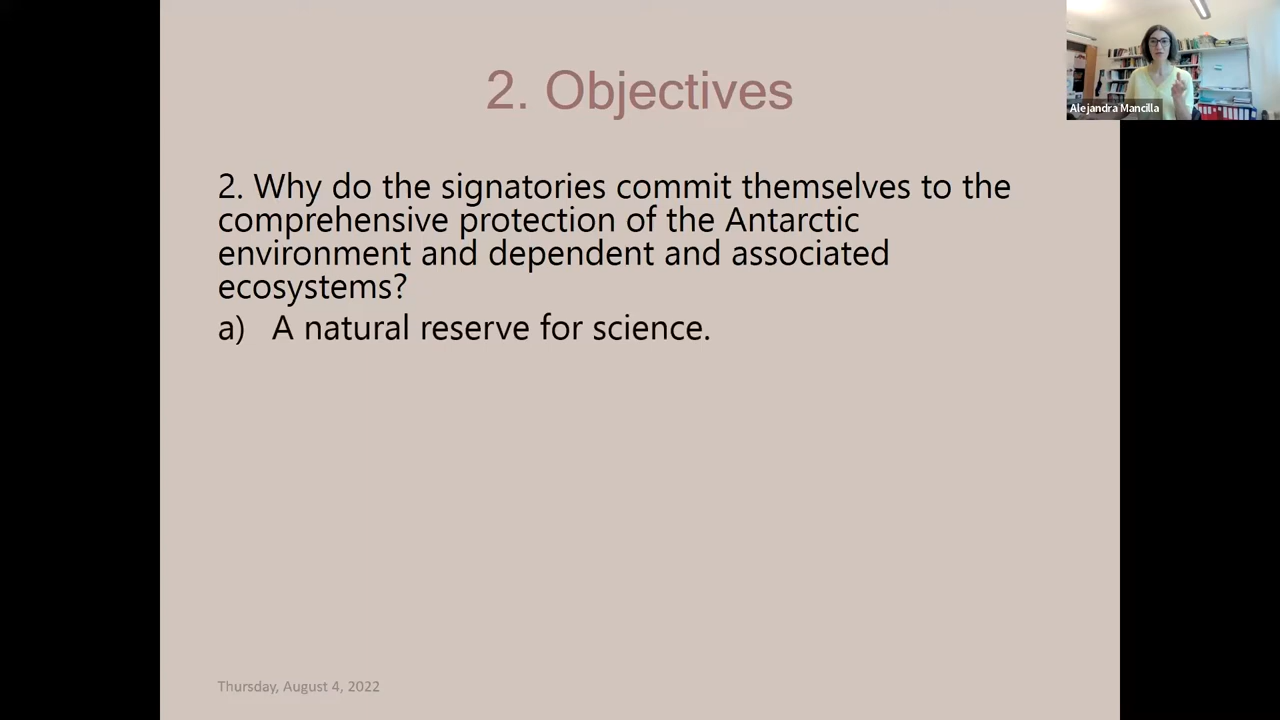 2. Objectives
Alejandra Mancilla
2. Why do the signatories commit themselves to the
comprehensive protection of the Antarctic
environment and dependent and associated
ecosystems?
a) A natural reserve for science.
Thursday, August 4, 2022